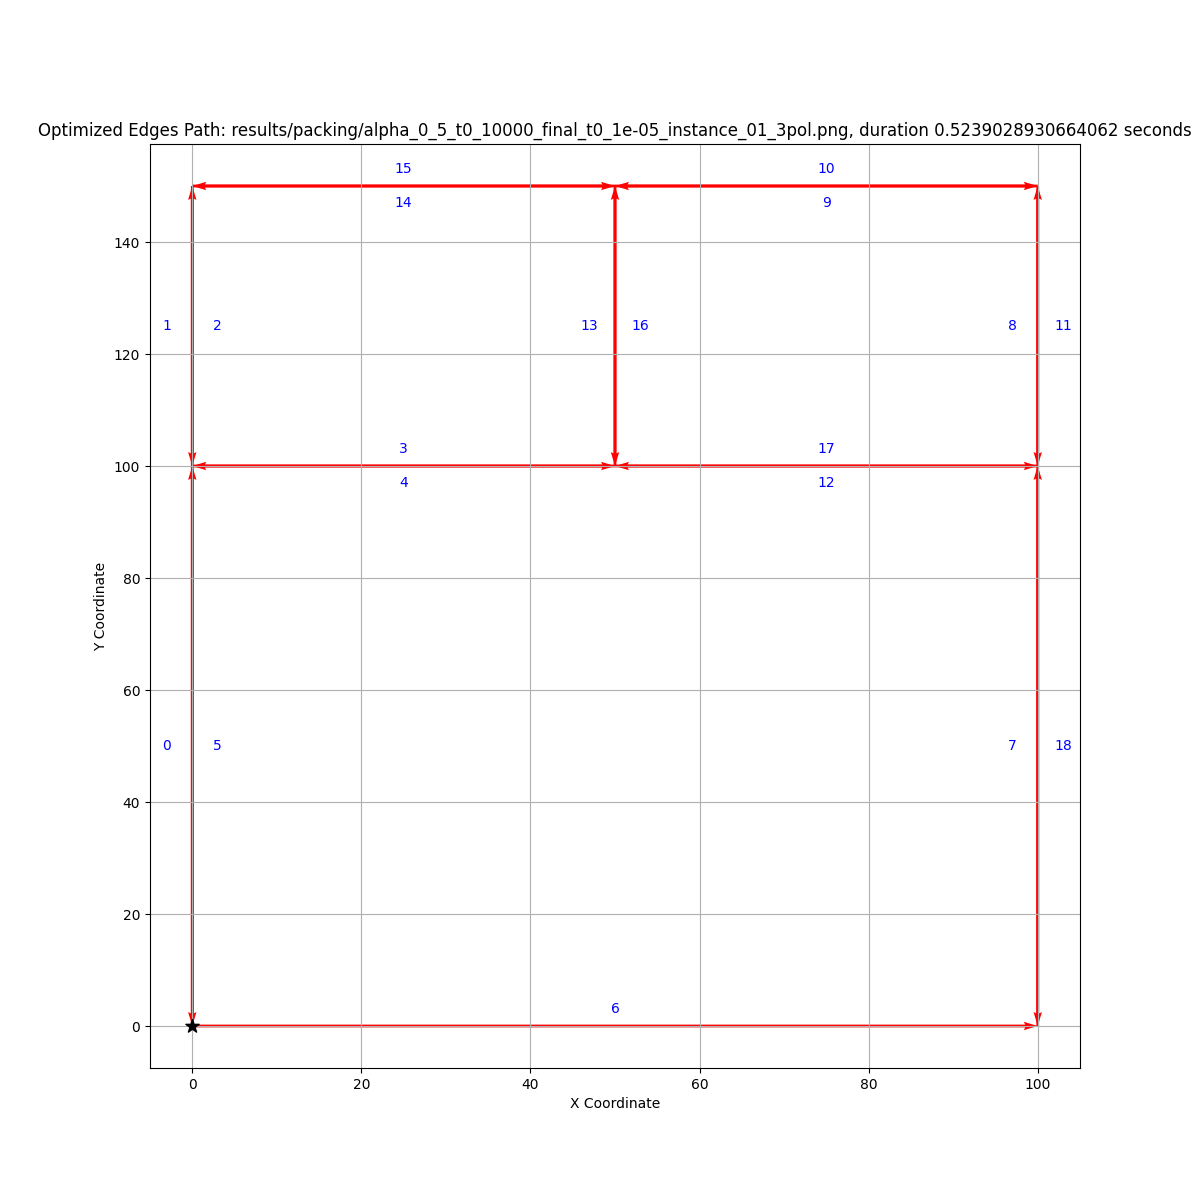 Optimized Edges Path: results/packing/alpha_0_5_t0_10000_final_t0_1e-05_instance_01_3pol.png, duration 0.5239028930664062 seconds
15 10
14 9
140
1 2 13 16 8 11
120
3 17
100
4 12
80
Y Coordinate
60
0 5 7 18
40
20
6
0
0 20 40 60 80 100
X Coordinate